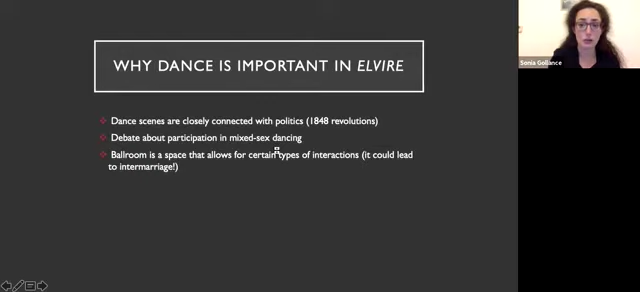 WHY DANCE IS IMPORTANT IN ELVIRE
Sonia Gollance
Dance scenes are closely connected with politics (1848 revolutions)
Debate about participation in mixed-sex dancing
Ballroom is a space that allows for certain types of interactions (it could lead
to intermarriage!)